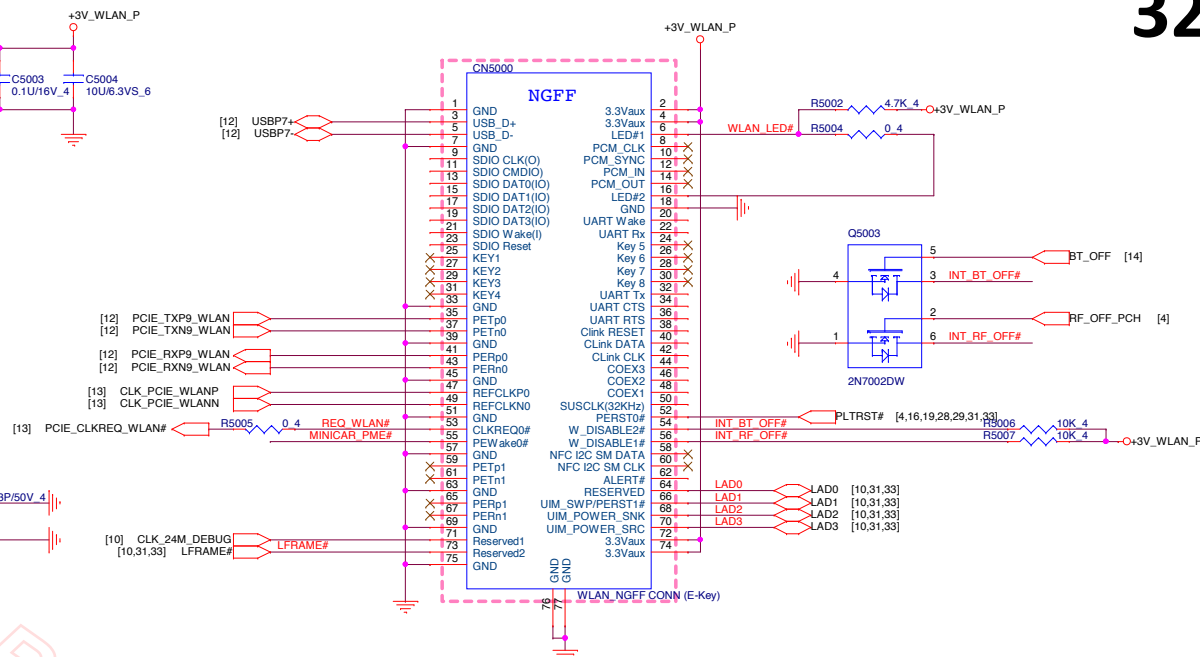 32
+3V_WLAN_P
C5003
0.1U/16V_4
C5004
10U/6.3VS_6
+3V_WLAN_P
CN5000
NGFF
[12] USBP7+
[12] USBP7-
1 GND
3 USB_D+
5 USB_D-
7 GND
9 SDIO CLK(O)
11 SDIO CMDIO)
13 SDIO DAT0(IO)
15 SDIO DAT1(IO)
17 SDIO DAT2(IO)
19 SDIO DAT3(IO)
21 SDIO Wake(I)
23 SDIO Reset
25 KEY1
27 KEY2
29 KEY3
31 KEY4
33 GND
35 PETp0
37 PETn0
39 GND
41 PERp0
43 PERn0
45 GND
47 REFCLKP0
49 REFCLKN0
51 GND
53 CLKREQ0#
55 PEWake0#
57 GND
59 PETp1
61 PETn1
63 GND
65 PERp1
67 PERn1
69 GND
71 Reserved1
73 Reserved2
75 GND
3.3Vaux 2
3.3Vaux 4
LED#1 6
PCM_CLK 8
PCM_SYNC 10
PCM_IN 12
PCM_OUT 14
LED#2 16
GND 18
UART Wake 20
UART Rx 22
Key 5 24
Key 6 26
Key 7 28
Key 8 30
UART Tx 32
UART CTS 34
UART RTS 36
Clink RESET 38
CLink DATA 40
CLink CLK 42
COEX3 44
COEX2 46
COEX1 48
SUSCLK(32KHz) 50
PERST0# 52
W_DISABLE2# 54
W_DISABLE1# 56
NFC I2C SM DATA 58
NFC I2C SM CLK 60
ALERT# 62
RESERVED 64
UIM_SWP/PERST1# 66
UIM_POWER_SNK 68
UIM_POWER_SRC 70
3.3Vaux 72
3.3Vaux 74
GND 76
GND 77
WLAN_NGFF CONN (E-Key)
[12] PCIE_TXP9_WLAN
[12] PCIE_TXN9_WLAN
[12] PCIE_RXP9_WLAN
[12] PCIE_RXN9_WLAN
[13] CLK_PCIE_WLANP
[13] CLK_PCIE_WLANN
[13] PCIE_CLKREQ_WLAN#
R5005 0_4
REQ_WLAN#
MINICAR_PME#
3P/50V_4
[10] CLK_24M_DEBUG
[10,31,33] LFRAME#
LFRAME#
WLAN_LED#
R5002 4.7K_4
+3V_WLAN_P
R5004 0_4
Q5003
5 BT_OFF [14]
4 3 INT_BT_OFF#
2 RF_OFF_PCH [4]
1 6 INT_RF_OFF#
2N7002DW
PLTRST# [4,16,19,28,29,31,33]
INT_BT_OFF# R5006 10K_4
INT_RF_OFF# R5007 10K_4
+3V_WLAN_P
LAD0 LAD0 [10,31,33]
LAD1 LAD1 [10,31,33]
LAD2 LAD2 [10,31,33]
LAD3 LAD3 [10,31,33]